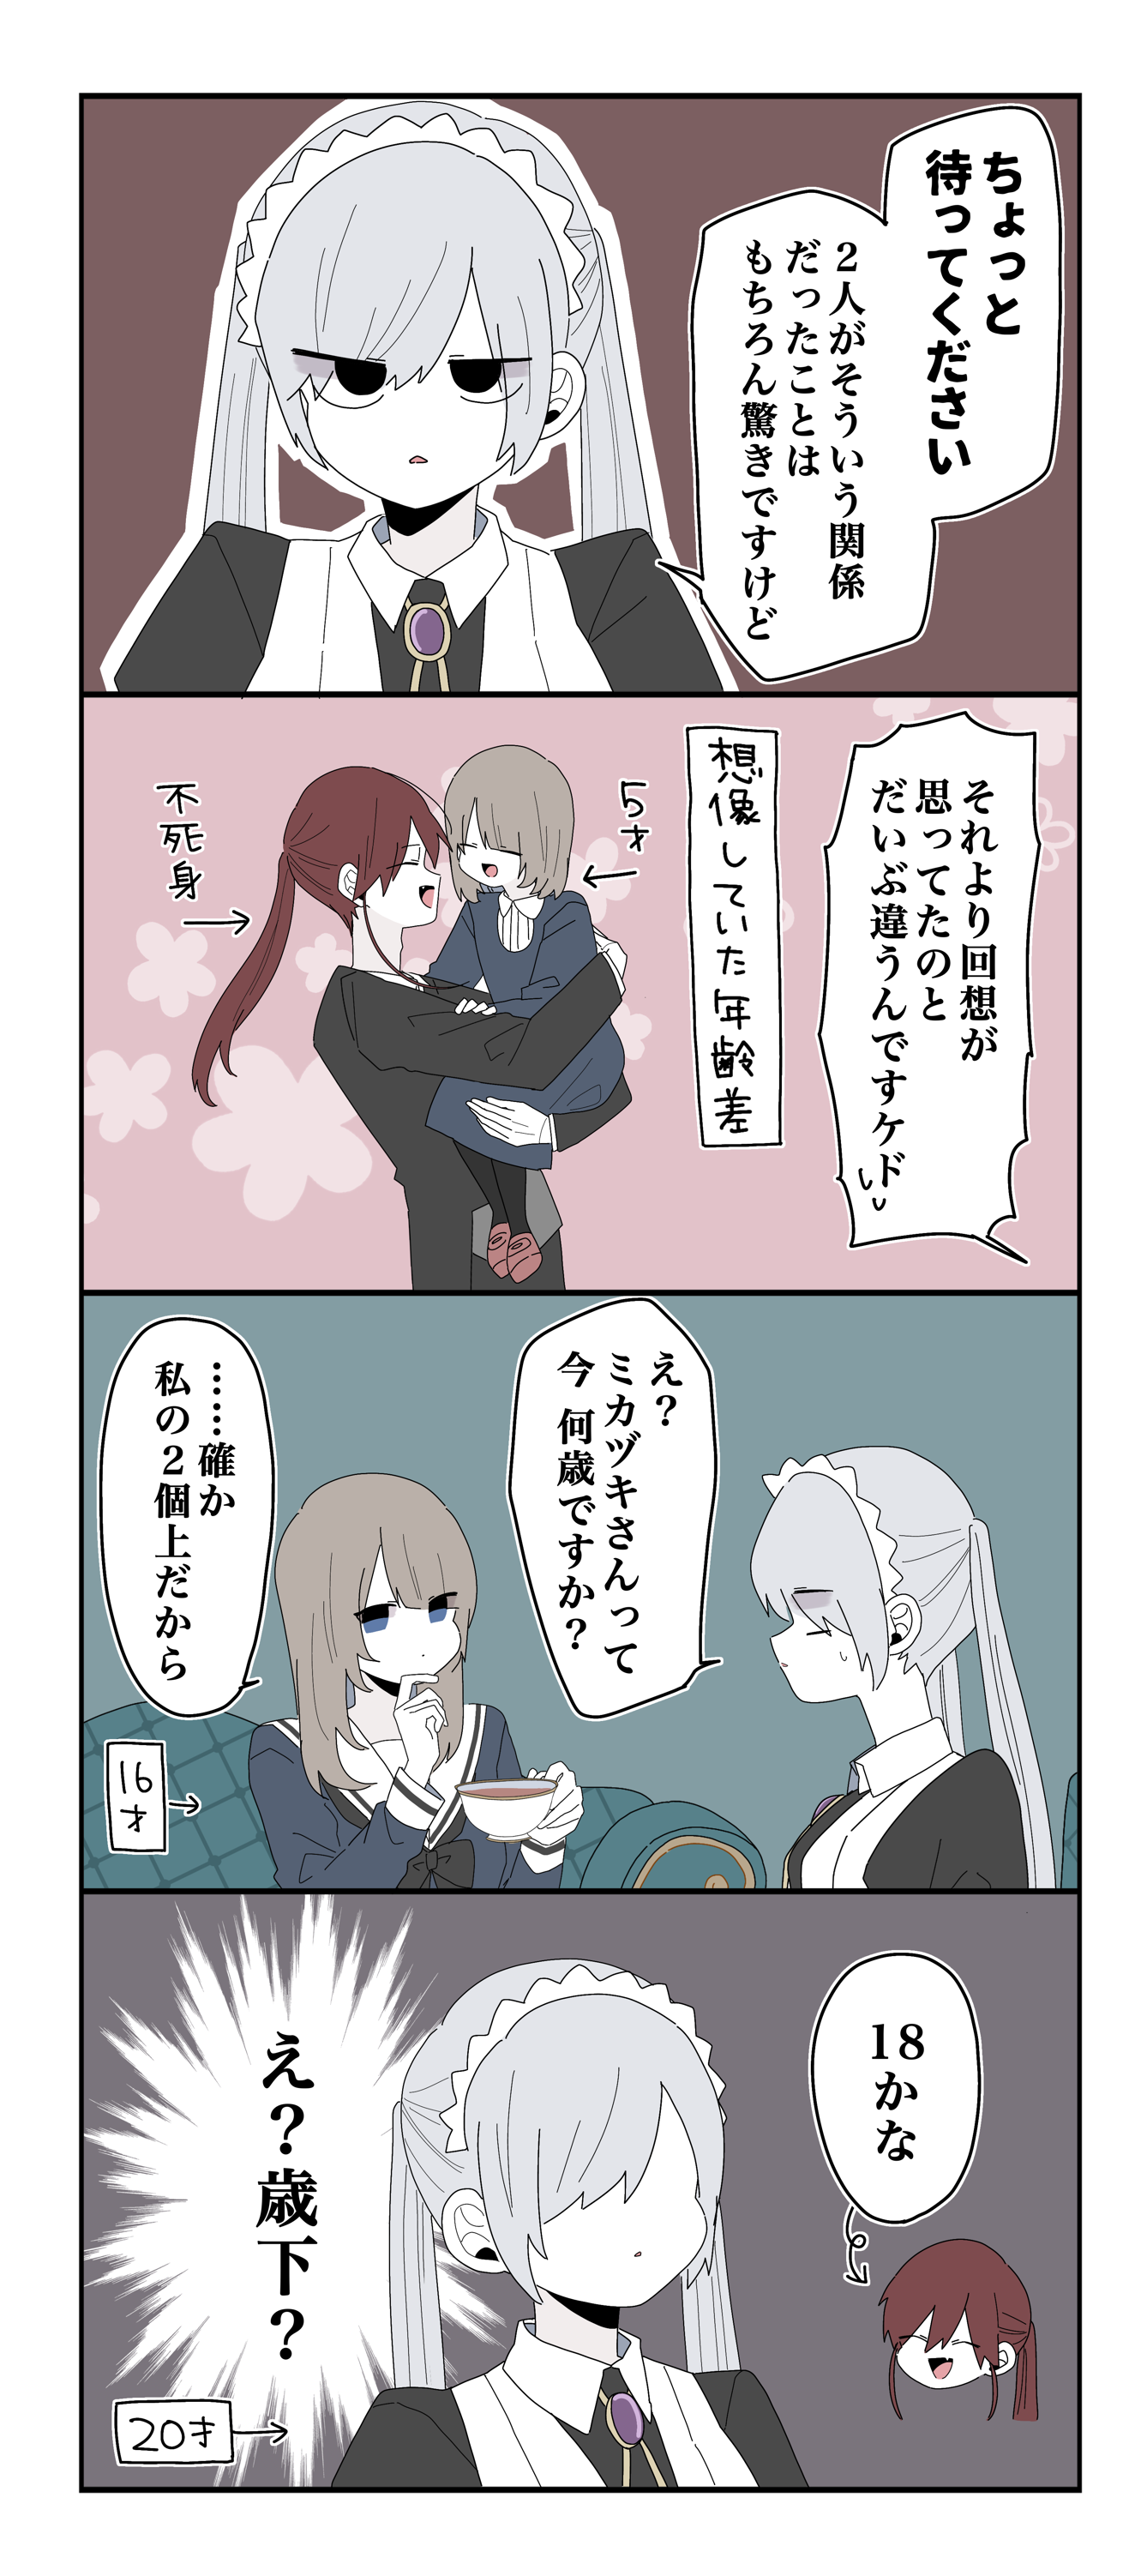 ちょっと
待ってください
2人がそういう関係
だったことは
もちろん驚きですけど
それより回想が
思ってたのと
だいぶ違うんですケド
想像していた年齢差
5才
不死身
え?
ミカヅキさんって
今 何歳ですか?
……確か
私の2個上だから
16才
18かな
え?歳下?
20才